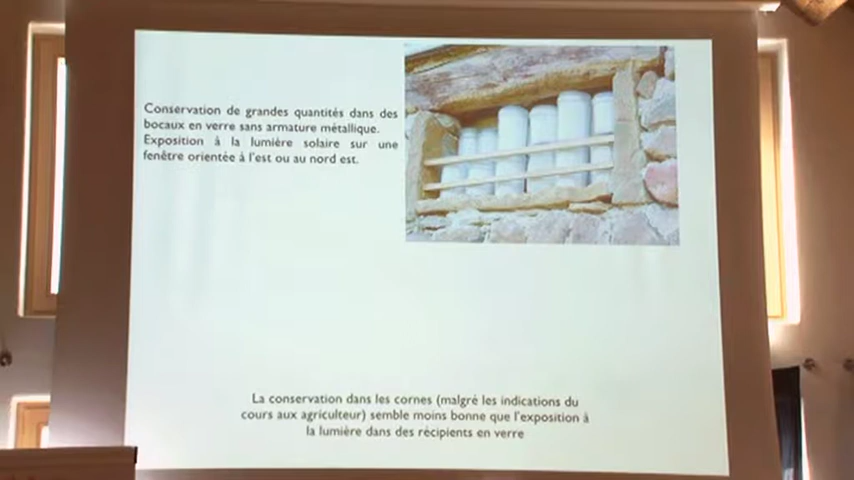 Conservation de grandes quantités dans des
bocaux en verre sans armature métallique.
Exposition à la lumière solaire sur une
fenêtre orientée à l'est ou au nord est.
La conservation dans les cornes (malgré les indications du
cours aux agriculteur) semble moins bonne que l'exposition à
la lumière dans des récipients en verre